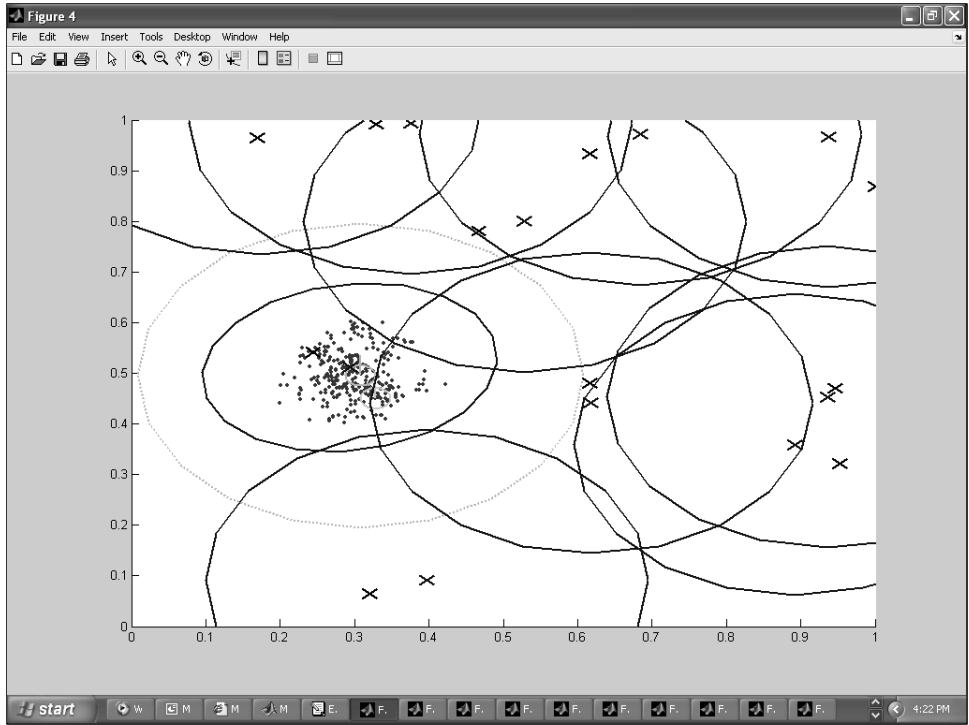 Figure 4
File Edit View Insert Tools Desktop Window Help
1
0.9
0.8
0.7
0.6
0.5
0.4
0.3
0.2
0.1
0
0 0.1 0.2 0.3 0.4 0.5 0.6 0.7 0.8 0.9 1
start W M M M E. F. F. F. F. F. F. F. F. F. F. 4:22 PM